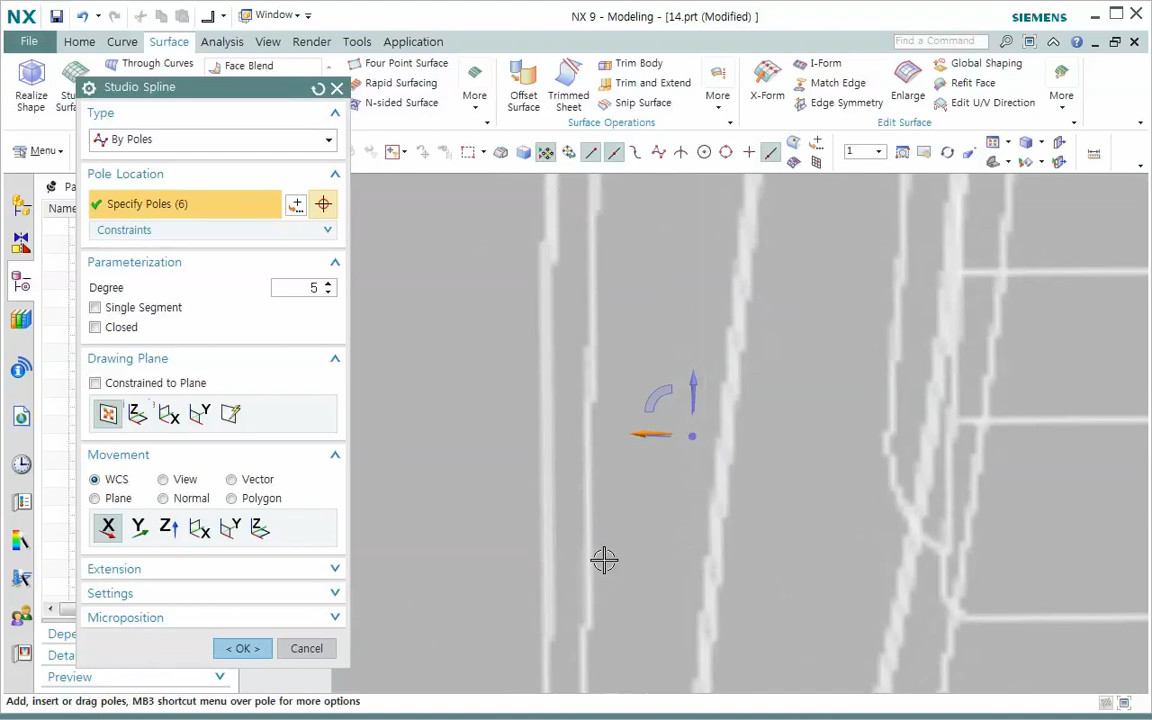 NX
Window
NX 9 - Modeling - [14.prt (Modified) ]
SIEMENS
File
Home
Curve
Surface
Analysis
View
Render
Tools
Application
Find a Command
Realize Shape
Through Curves
Face Blend
Four Point Surface
Rapid Surfacing
N-sided Surface
More
Offset Surface
Trimmed Sheet
Trim Body
Trim and Extend
Snip Surface
More
Surface Operations
X-Form
I-Form
Match Edge
Edge Symmetry
Enlarge
Global Shaping
Refit Face
Edit U/V Direction
More
Edit Surface
Menu
1
Studio Spline
Type
By Poles
Pole Location
Specify Poles (6)
Constraints
Parameterization
Degree
5
Single Segment
Closed
Drawing Plane
Constrained to Plane
Movement
WCS
View
Vector
Plane
Normal
Polygon
Extension
Settings
Microposition
< OK >
Cancel
Name
Preview
Add, insert or drag poles, MB3 shortcut menu over pole for more options